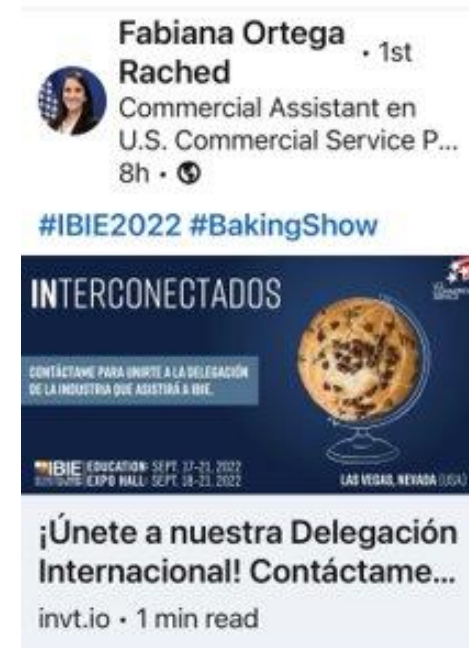 Fabiana Ortega
Rached
• 1st
Commercial Assistant en
U.S. Commercial Service P...
8h •
#IBIE2022 #BakingShow
INTERCONECTADOS
CONTÁCTAME PARA UNIRTE A LA DELEGACIÓN
DE LA INDUSTRIA QUE ASISTIRÁ A IBIE.
IBIE EDUCATION: SEPT. 17-21, 2022
EXPO HALL: SEPT. 18-21, 2022
LAS VEGAS, NEVADA (USA)
¡Únete a nuestra Delegación
Internacional! Contáctame...
invt.io • 1 min read